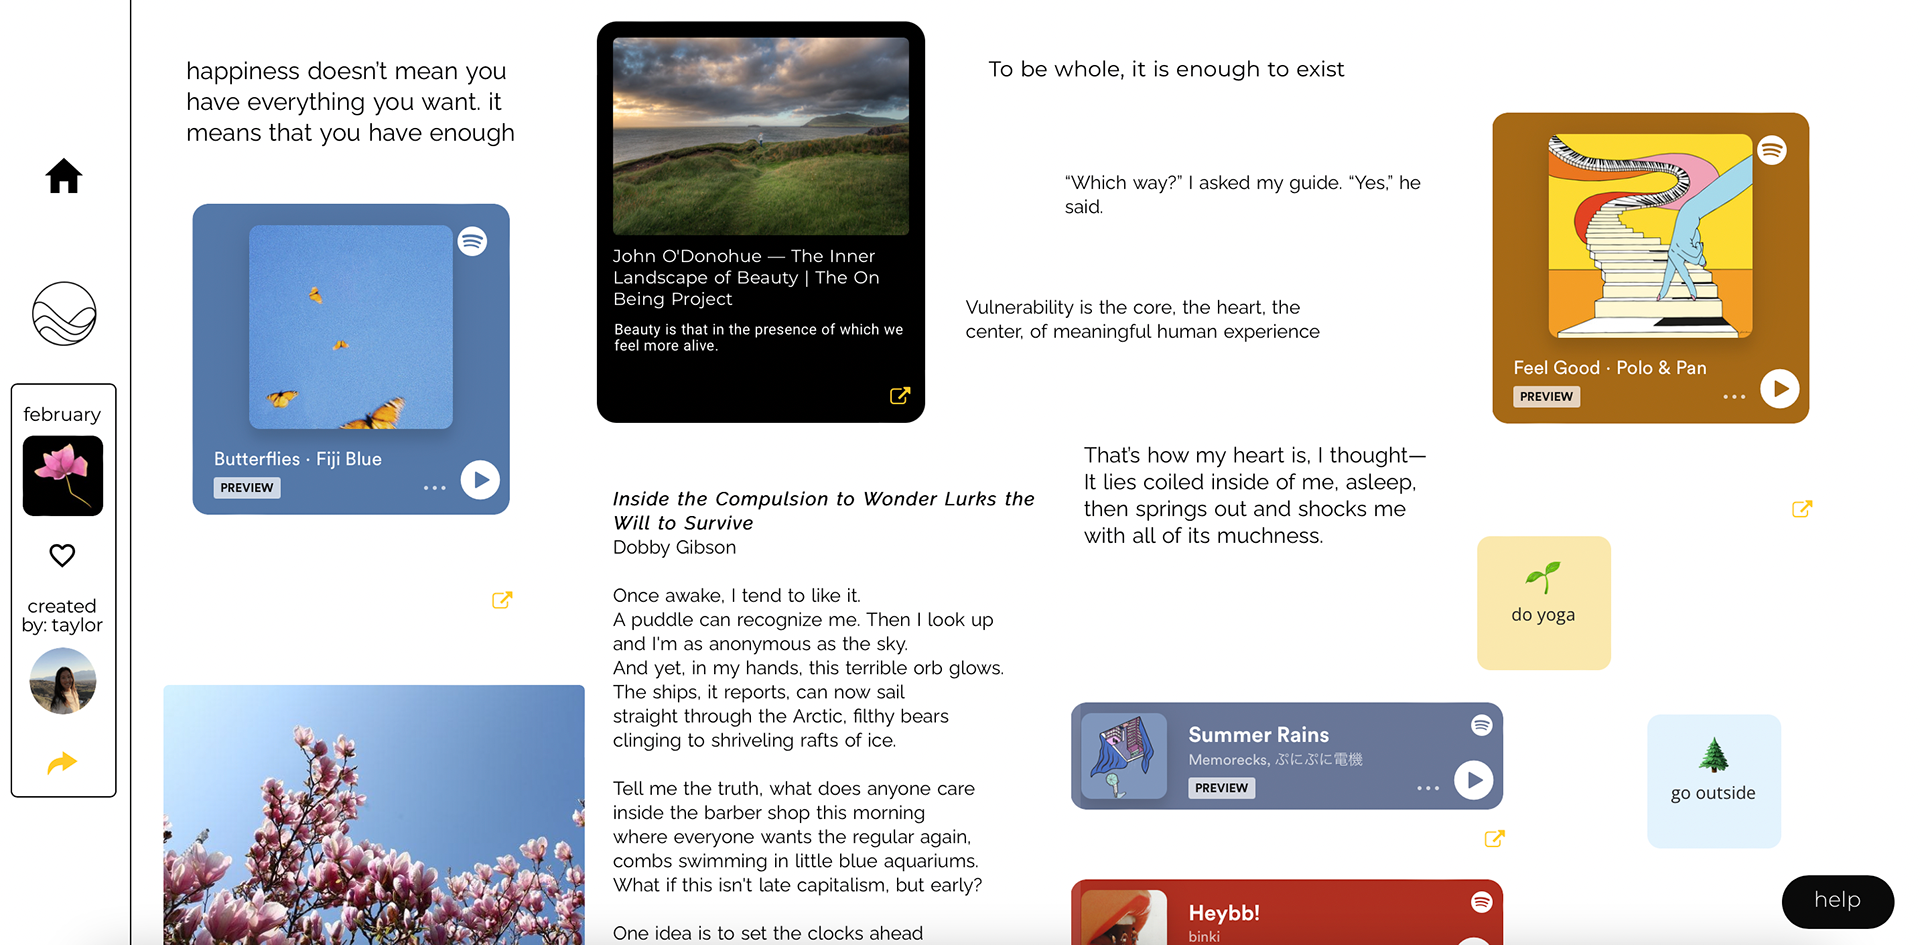 february
created
by: taylor
happiness doesn't mean you
have everything you want. it
means that you have enough
Butterflies · Fiji Blue
PREVIEW
John O'Donohue — The Inner
Landscape of Beauty | The On
Being Project
Beauty is that in the presence of which we
feel more alive.
Inside the Compulsion to Wonder Lurks the
Will to Survive
Dobby Gibson
Once awake, I tend to like it.
A puddle can recognize me. Then I look up
and I'm as anonymous as the sky.
And yet, in my hands, this terrible orb glows.
The ships, it reports, can now sail
straight through the Arctic, filthy bears
clinging to shriveling rafts of ice.
Tell me the truth, what does anyone care
inside the barber shop this morning
where everyone wants the regular again,
combs swimming in little blue aquariums.
What if this isn't late capitalism, but early?
One idea is to set the clocks ahead
To be whole, it is enough to exist
“Which way?” I asked my guide. “Yes,” he
said.
Vulnerability is the core, the heart, the
center, of meaningful human experience
Feel Good · Polo & Pan
PREVIEW
That's how my heart is, I thought—
It lies coiled inside of me, asleep,
then springs out and shocks me
with all of its muchness.
do yoga
Summer Rains
Memorecks, ぷにぷに電機
PREVIEW
go outside
Heybb!
binki
help